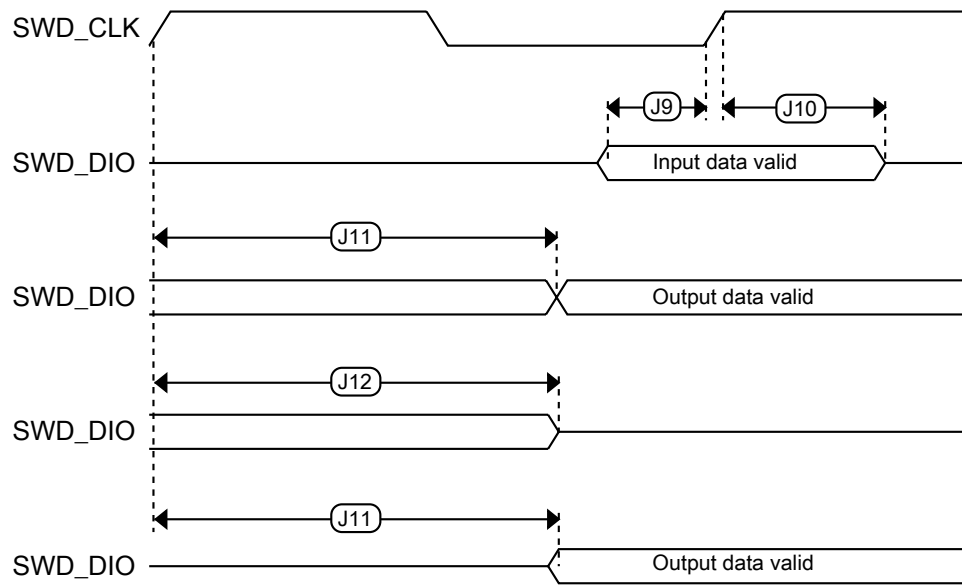 SWD_CLK
J9
J10
SWD_DIO
Input data valid
J11
SWD_DIO
Output data valid
J12
SWD_DIO
J11
SWD_DIO
Output data valid